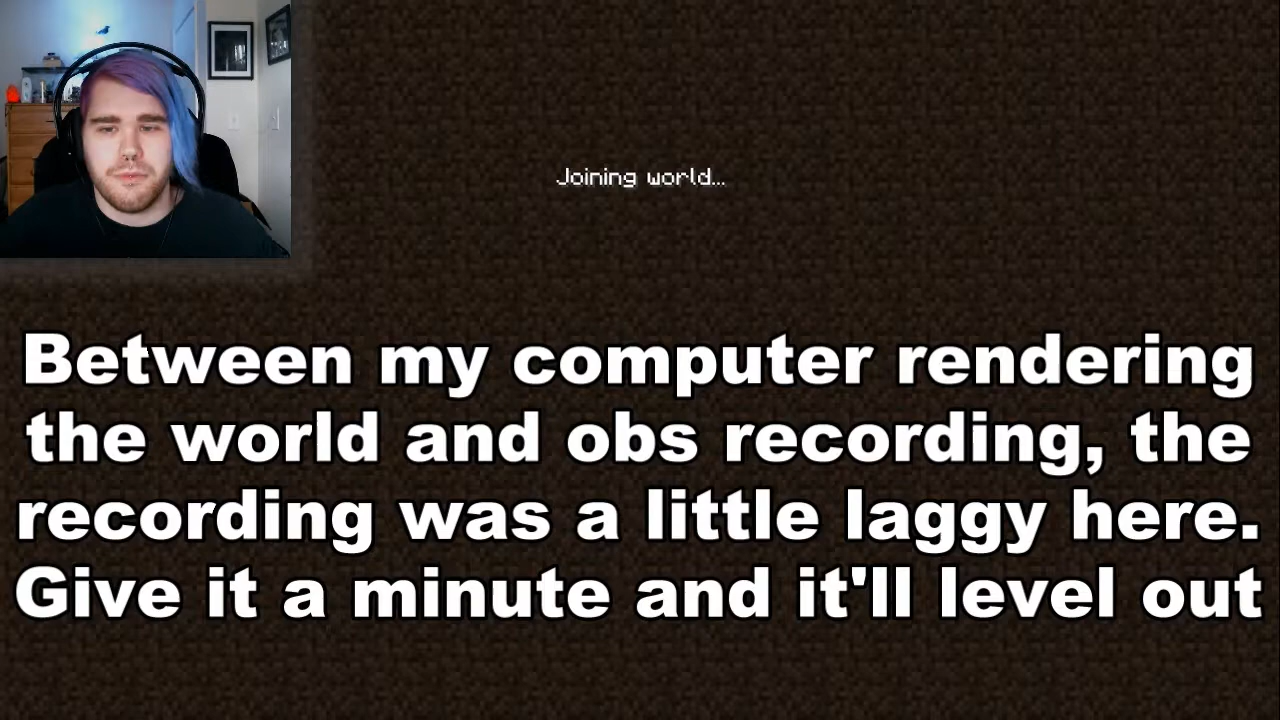 Joining world...
Between my computer rendering
the world and obs recording, the
recording was a little laggy here.
Give it a minute and it'll level out